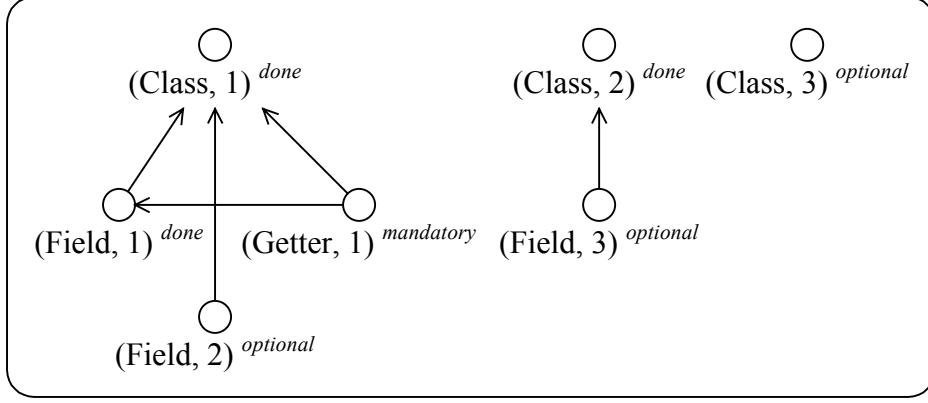 (Class, 1) done
(Class, 2) done
(Class, 3) optional
(Field, 1) done
(Getter, 1) mandatory
(Field, 3) optional
(Field, 2) optional